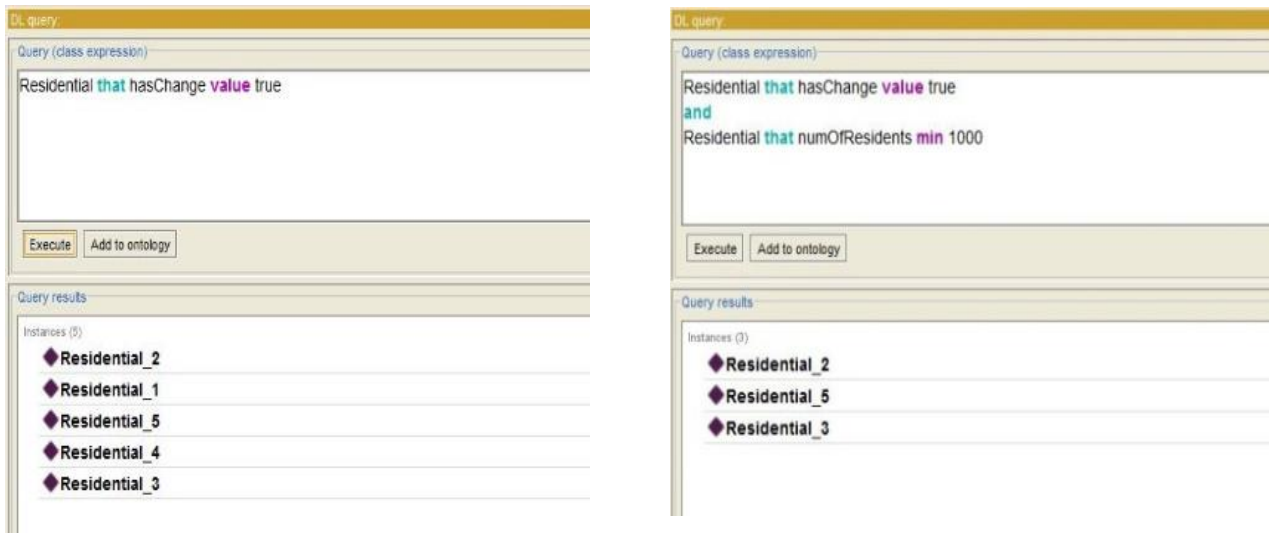 DL query:
Query (class expression)
Residential that hasChange value true
Execute
Add to ontology
Query results
Instances (5)
Residential_2
Residential_1
Residential_5
Residential_4
Residential_3
DL query:
Query (class expression)
Residential that hasChange value true
and
Residential that numOfResidents min 1000
Execute
Add to ontology
Query results
Instances (3)
Residential_2
Residential_5
Residential_3